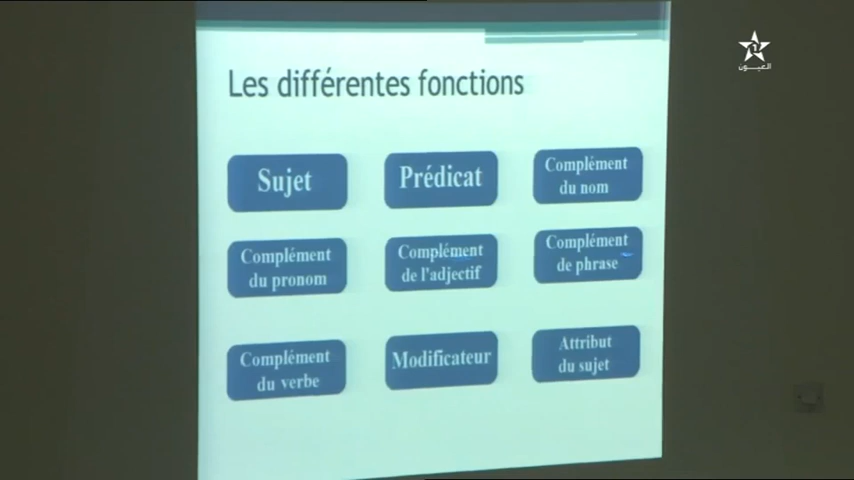 العيون
Les différentes fonctions
Sujet
Prédicat
Complément
du nom
Complément
du pronom
Complément
de l'adjectif
Complément
de phrase
Complément
du verbe
Modificateur
Attribut
du sujet